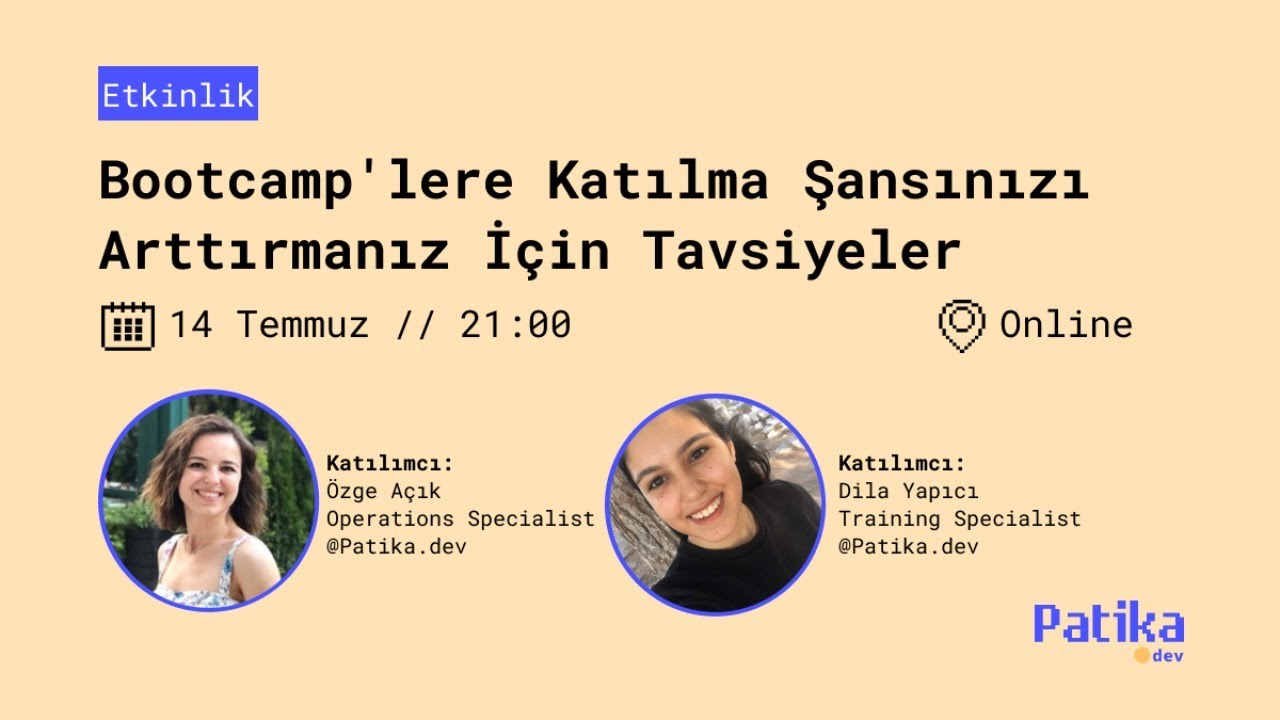 Etkinlik
Bootcamp'lere Katılma Şansınızı
Arttırmanız İçin Tavsiyeler
14 Temmuz // 21:00
Online
Katılımcı:
Özge Açık
Operations Specialist
@Patika.dev
Katılımcı:
Dila Yapıcı
Training Specialist
@Patika.dev
Patika
dev